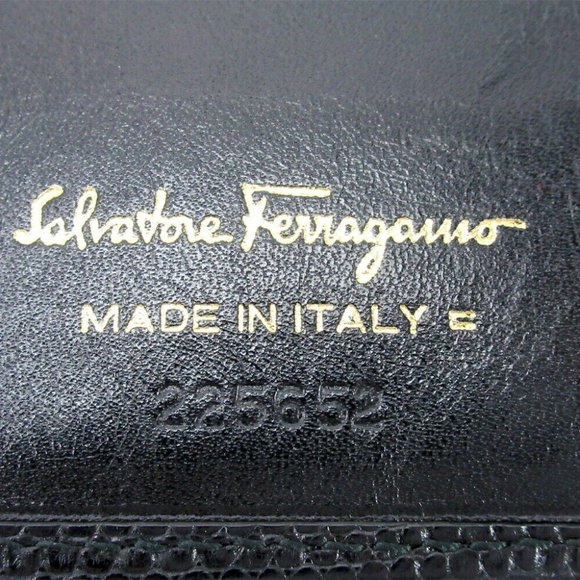 Salvatore Ferragamo
MADE IN ITALY
225652